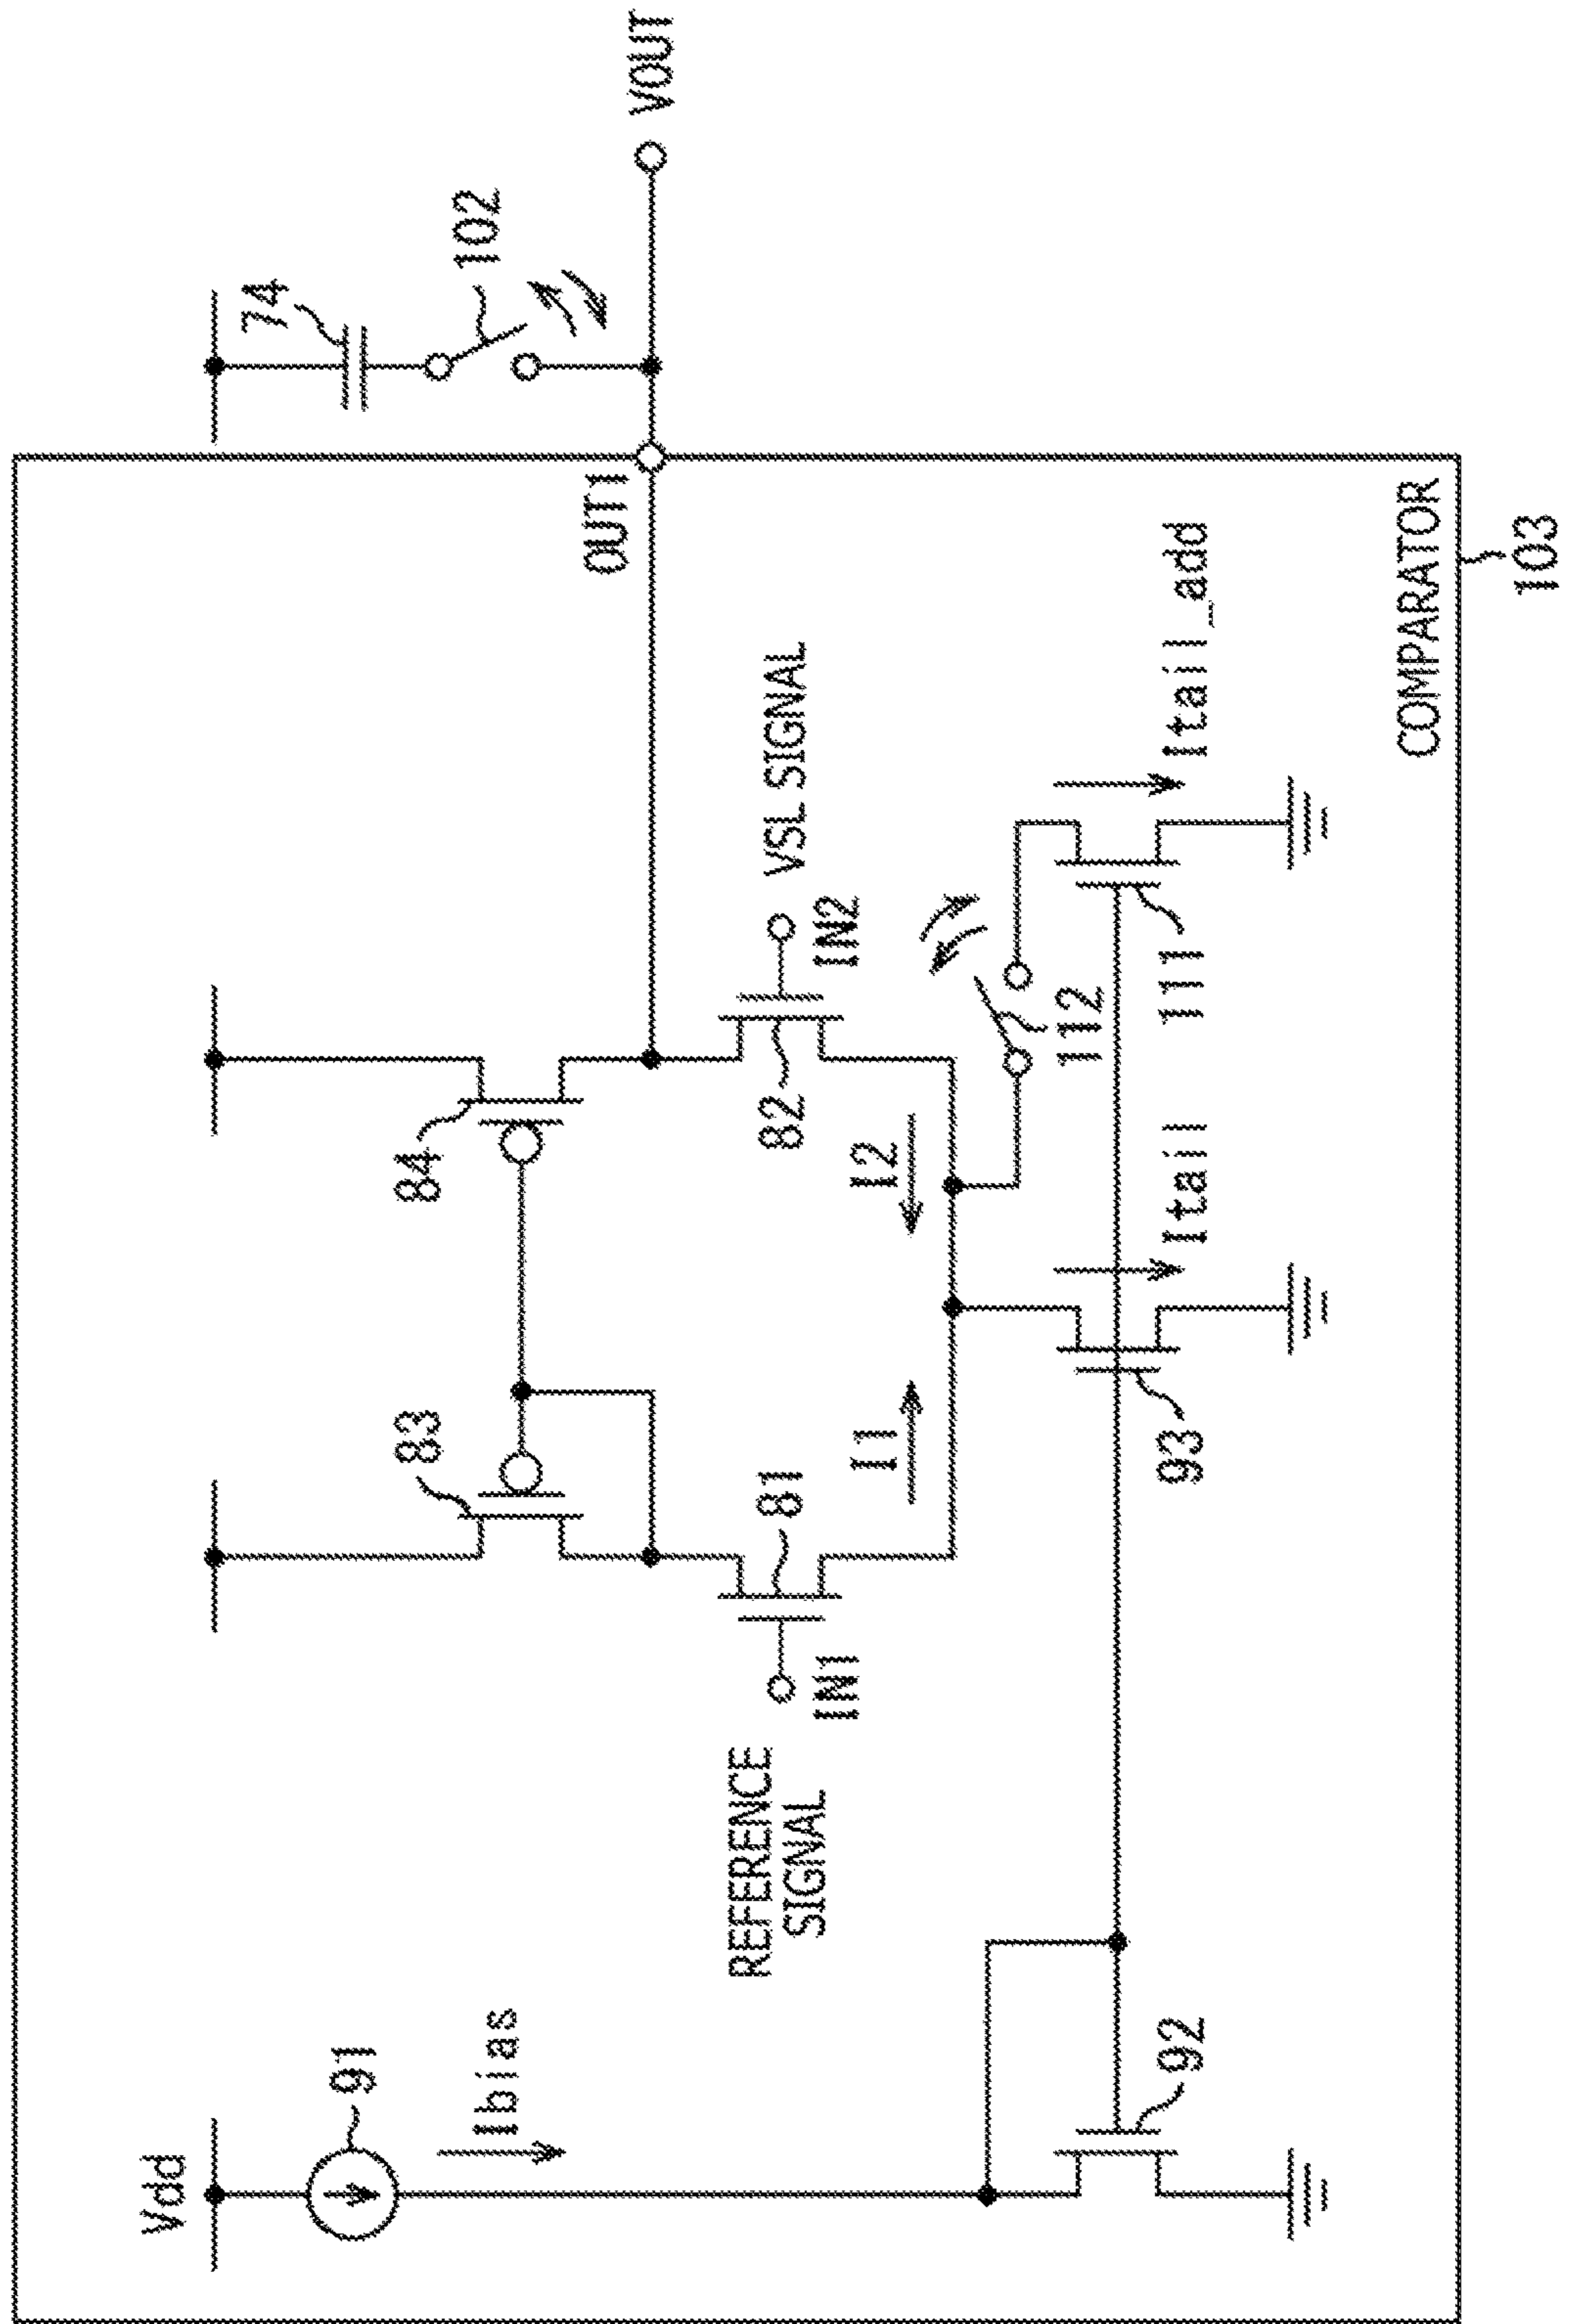 Vdd
91
Ibias
83
84
74
102
VOUT
OUT1
REFERENCE
SIGNAL
IN1
81
I1
I2
82
IN2
VSL SIGNAL
112
92
93
Itail
111
Itail_add
COMPARATOR
103